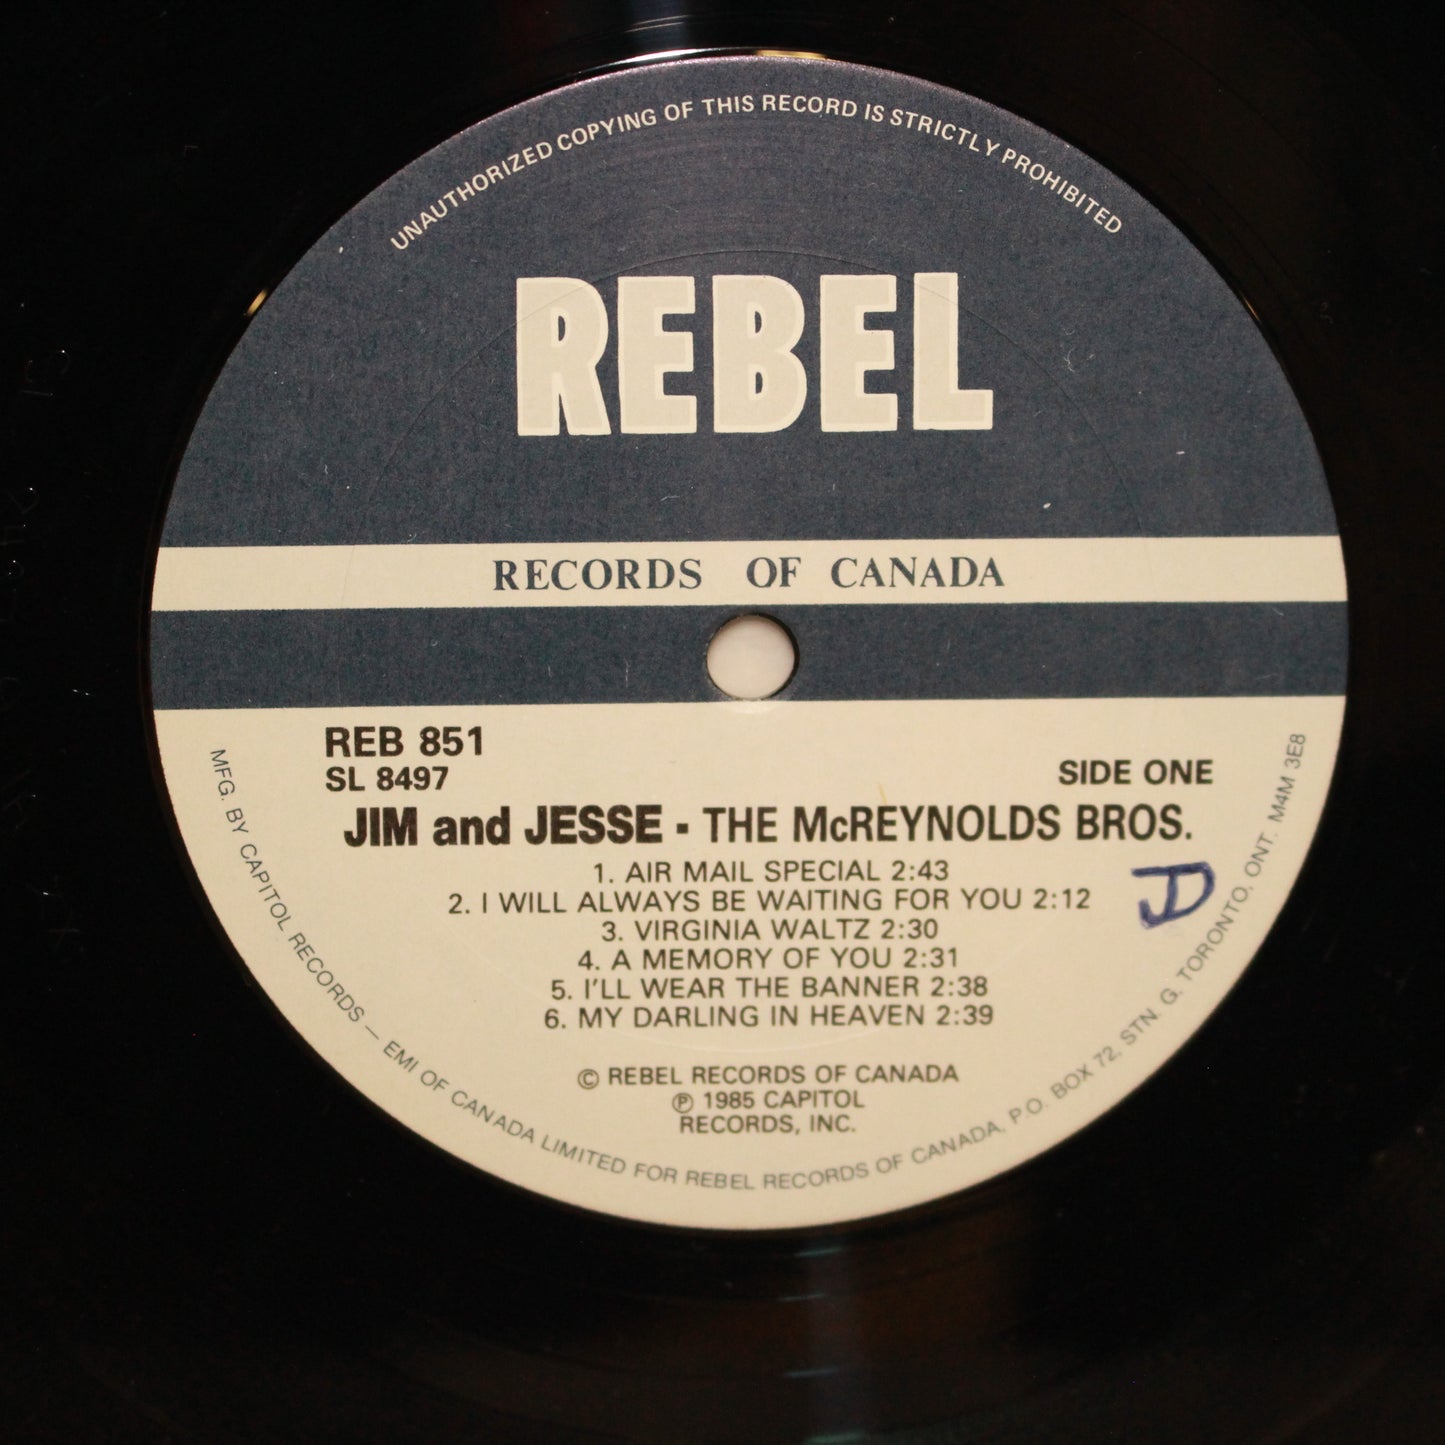 UNAUTHORIZED COPYING OF THIS RECORD IS STRICTLY PROHIBITED
REBEL
RECORDS OF CANADA
REB 851
SL 8497
SIDE ONE
JIM and JESSE - THE McREYNOLDS BROS.
1. AIR MAIL SPECIAL 2:43
2. I WILL ALWAYS BE WAITING FOR YOU 2:12
3. VIRGINIA WALTZ 2:30
4. A MEMORY OF YOU 2:31
5. I'LL WEAR THE BANNER 2:38
6. MY DARLING IN HEAVEN 2:39
JD
© REBEL RECORDS OF CANADA
℗ 1985 CAPITOL
RECORDS, INC.
MFG. BY CAPITOL RECORDS — EMI OF CANADA LIMITED FOR REBEL RECORDS OF CANADA, P.O. BOX 72, STN. G. TORONTO, ONT. M4M 3E8